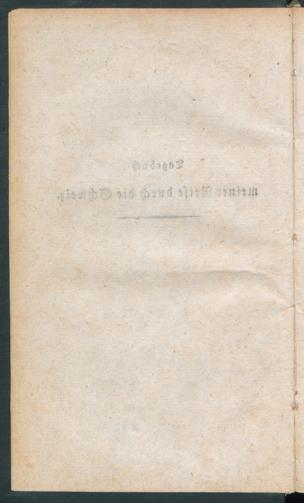 Tagebuch
meiner Reise durch die Schweiz.